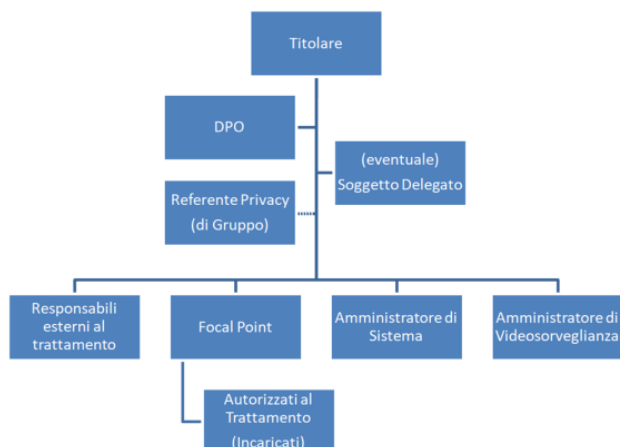 Titolare
DPO
(eventuale)
Soggetto Delegato
Referente Privacy
(di Gruppo)
Responsabili
esterni al
trattamento
Focal Point
Amministratore di
Sistema
Amministratore di
Videosorveglianza
Autorizzati al
Trattamento
(Incaricati)